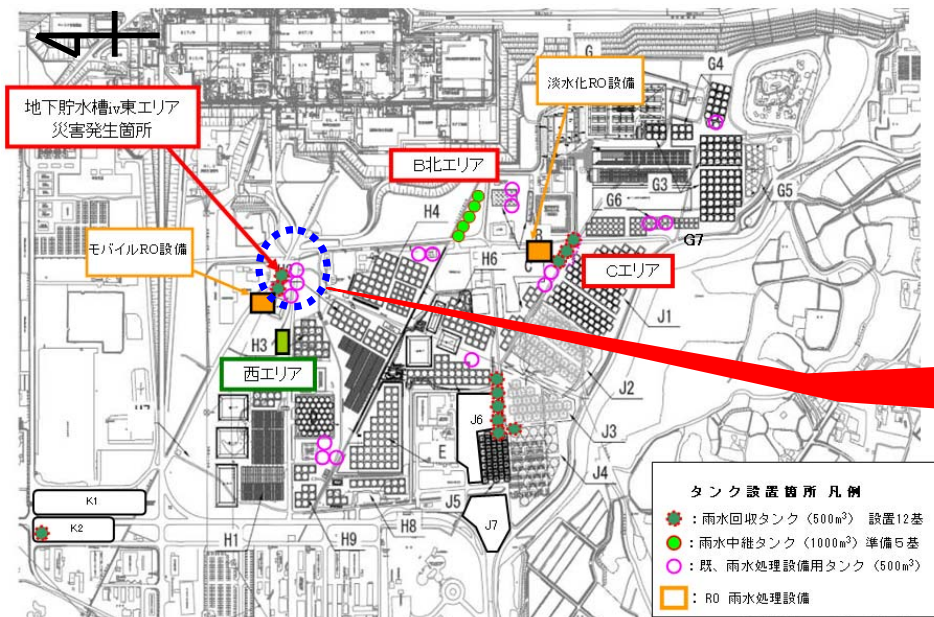 G
G4
淡水化RO設備
地下貯水槽iv東エリア
災害発生箇所
B北エリア
G3
G5
H4
G6
モバイルRO設備
B
G7
H6
C
Cエリア
J1
H3
西エリア
J2
J6
J3
E
J4
K1
J5
K2
J7
H1
H9
H8
タンク設置箇所 凡例
：雨水回収タンク（500m³） 設置12基
：雨水中継タンク（1000m³）準備5基
：既、雨水処理設備用タンク（500m³）
：RO 雨水処理設備